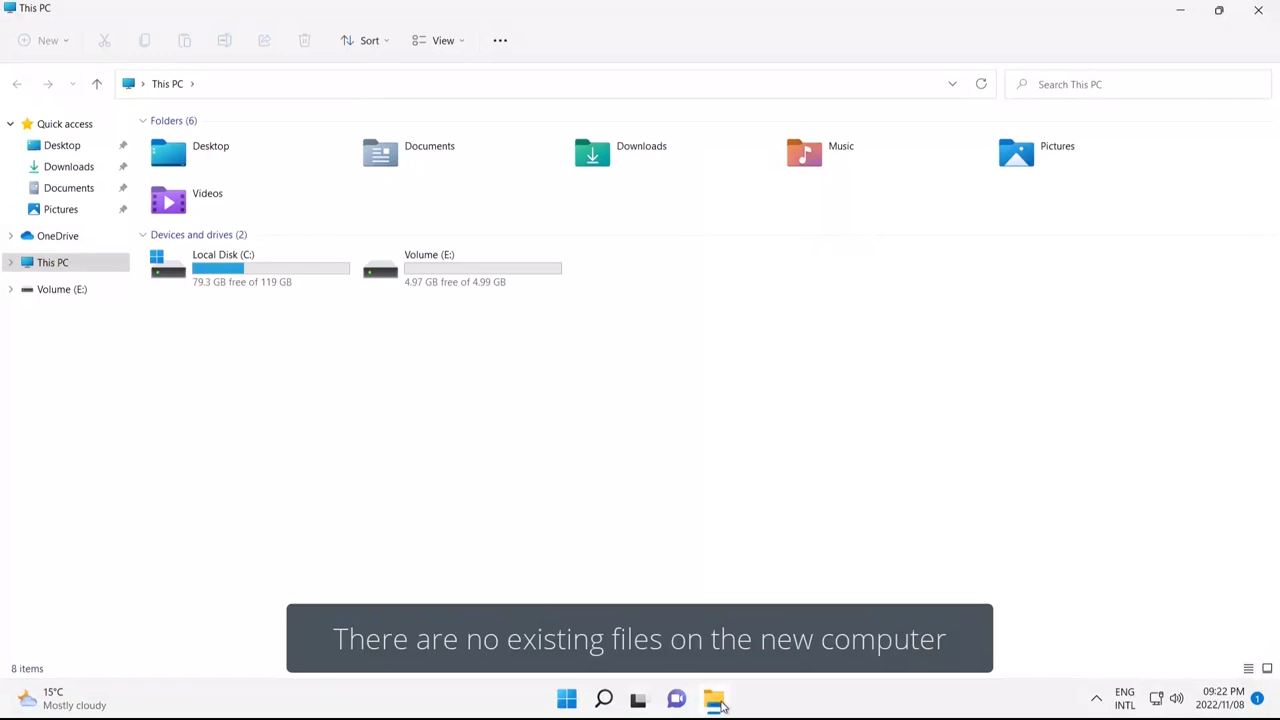 This PC
New
Sort
View
This PC
Search This PC
Quick access
Desktop
Downloads
Documents
Pictures
OneDrive
This PC
Volume (E:)
Folders (6)
Desktop
Documents
Downloads
Music
Pictures
Videos
Devices and drives (2)
Local Disk (C:)
79.3 GB free of 119 GB
Volume (E:)
4.97 GB free of 4.99 GB
There are no existing files on the new computer
8 items
15°C
Mostly cloudy
ENG
INTL
09:22 PM
2022/11/08
1